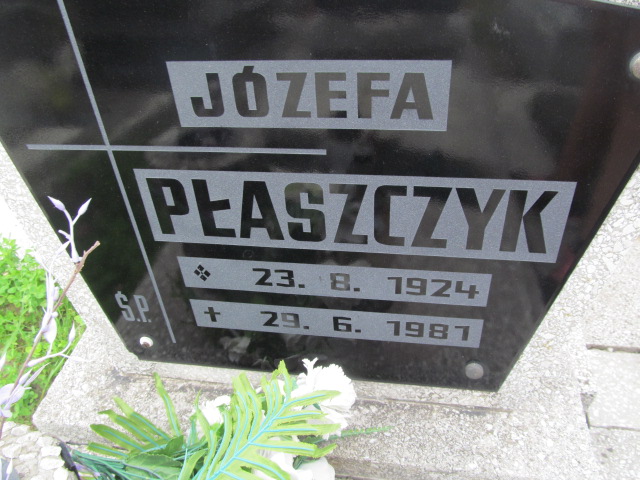 JÓZEFA
PŁASZCZYK
23. 8. 1924
Ś.P. 29. 6. 1981